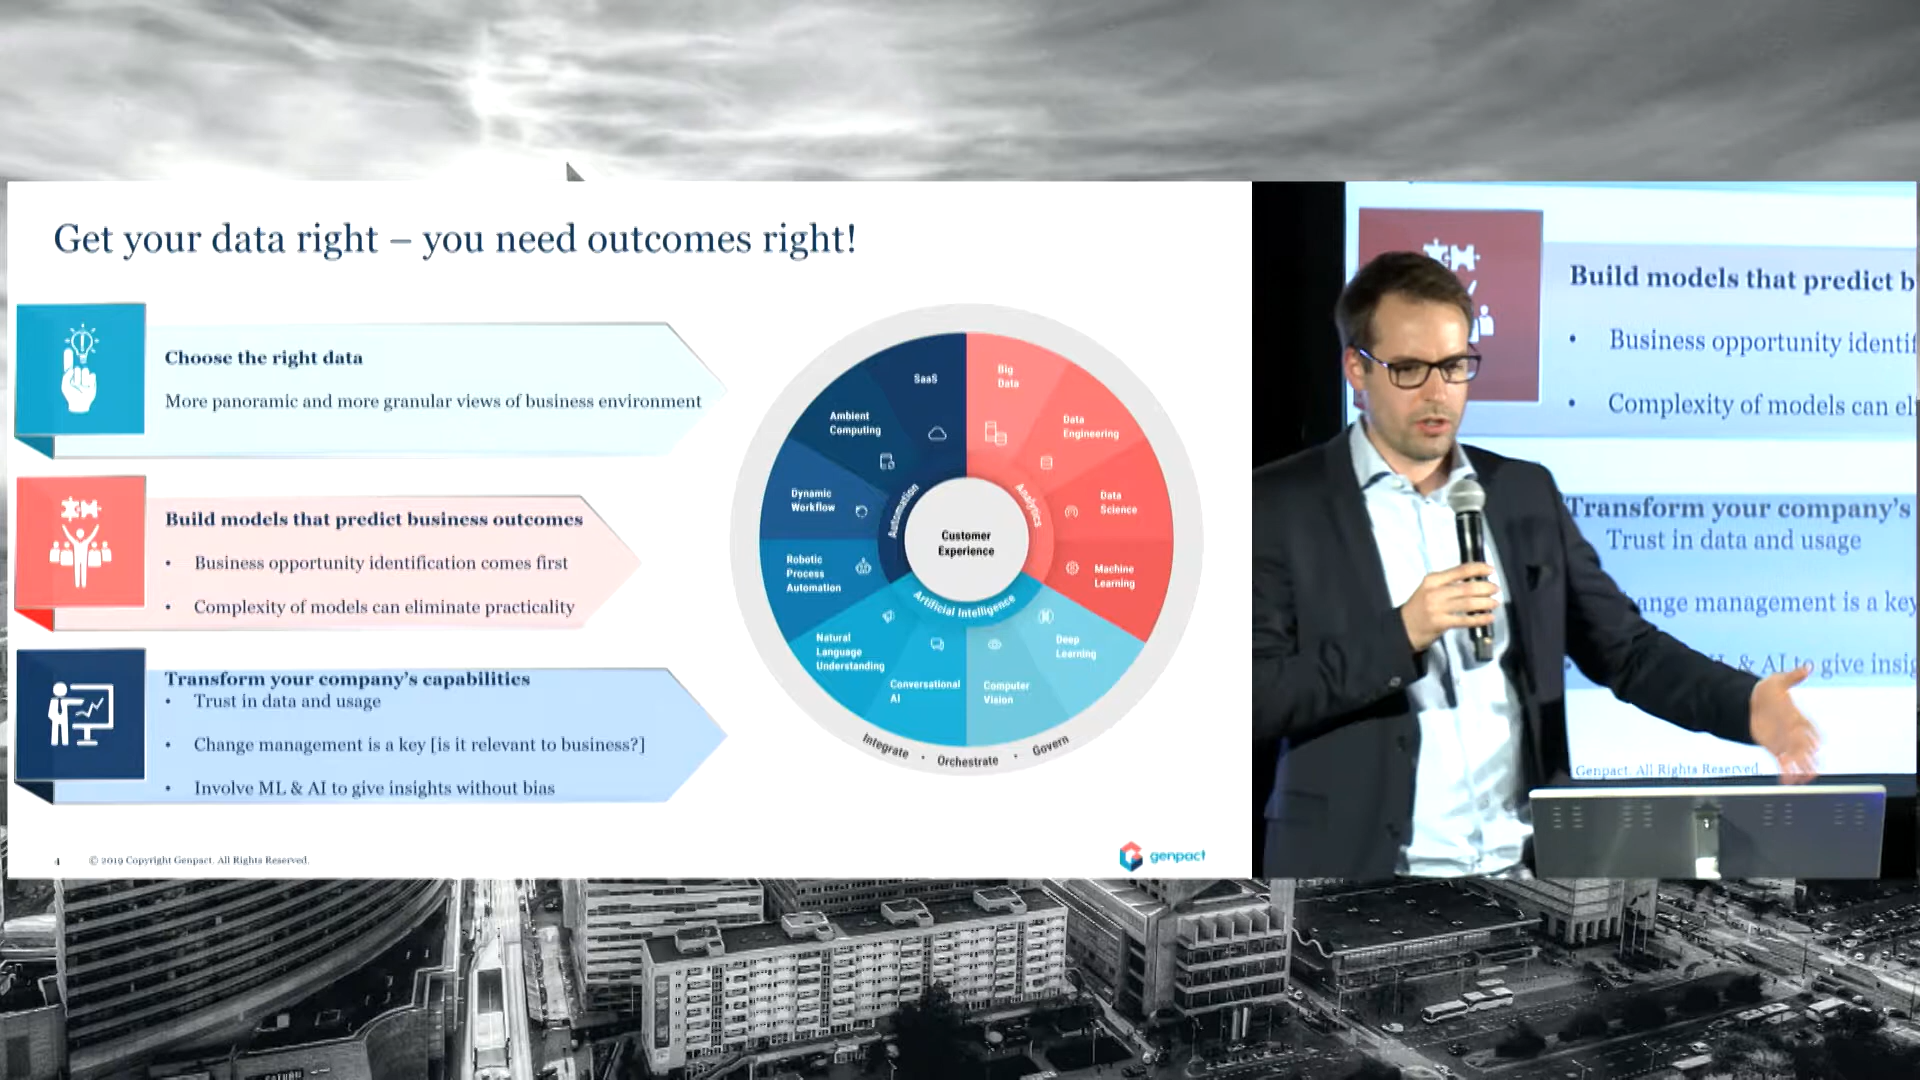 Get your data right – you need outcomes right!
Choose the right data
More panoramic and more granular views of business environment
Build models that predict business outcomes
• Business opportunity identification comes first
• Complexity of models can eliminate practicality
Transform your company's capabilities
• Trust in data and usage
• Change management is a key [is it relevant to business?]
• Involve ML & AI to give insights without bias
SaaS
Big
Data
Ambient
Computing
Data
Engineering
Dynamic
Workflow
Automation
Analytics
Data
Science
Customer
Experience
Robotic
Process
Automation
Machine
Learning
Artificial Intelligence
Natural
Language
Understanding
Deep
Learning
Conversational
AI
Computer
Vision
Integrate • Orchestrate • Govern
4 © 2019 Copyright Genpact. All Rights Reserved.
genpact
Build models that predict b
• Business opportunity identif
• Complexity of models can el
Transform your company's
Trust in data and usage
ange management is a key
& AI to give insig
Genpact. All Rights Reserved.